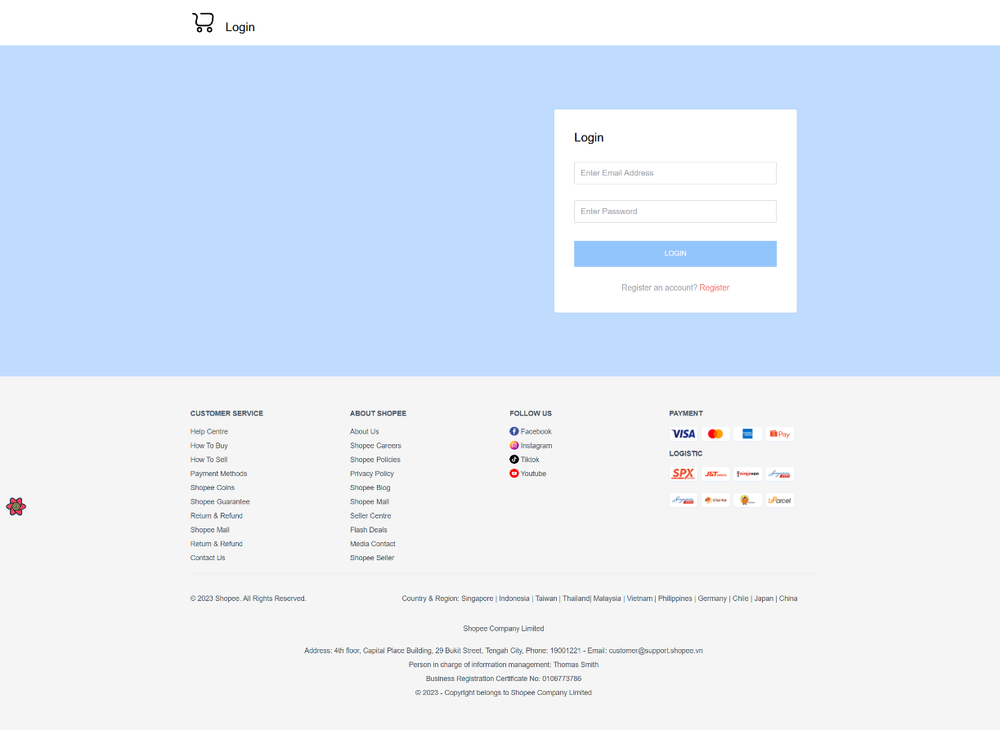 Login
Login
Enter Email Address
Enter Password
LOGIN
Register an account? Register
CUSTOMER SERVICE
Help Centre
How To Buy
How To Sell
Payment Methods
Shopee Coins
Shopee Guarantee
Return & Refund
Shopee Mall
Return & Refund
Contact Us
ABOUT SHOPEE
About Us
Shopee Careers
Shopee Policies
Privacy Policy
Shopee Blog
Shopee Mall
Seller Centre
Flash Deals
Media Contact
Shopee Seller
FOLLOW US
Facebook
Instagram
Tiktok
Youtube
PAYMENT
VISA
Pay
LOGISTIC
SPX
J&T
ninjavan
uParcel
© 2023 Shopee. All Rights Reserved.
Country & Region: Singapore | Indonesia | Taiwan | Thailand| Malaysia | Vietnam | Philippines | Germany | Chile | Japan | China
Shopee Company Limited
Address: 4th floor, Capital Place Building, 29 Bukit Street, Tengah City, Phone: 19001221 - Email: customer@support.shopee.vn
Person in charge of information management: Thomas Smith
Business Registration Certificate No: 0106773786
© 2023 - Copyright belongs to Shopee Company Limited